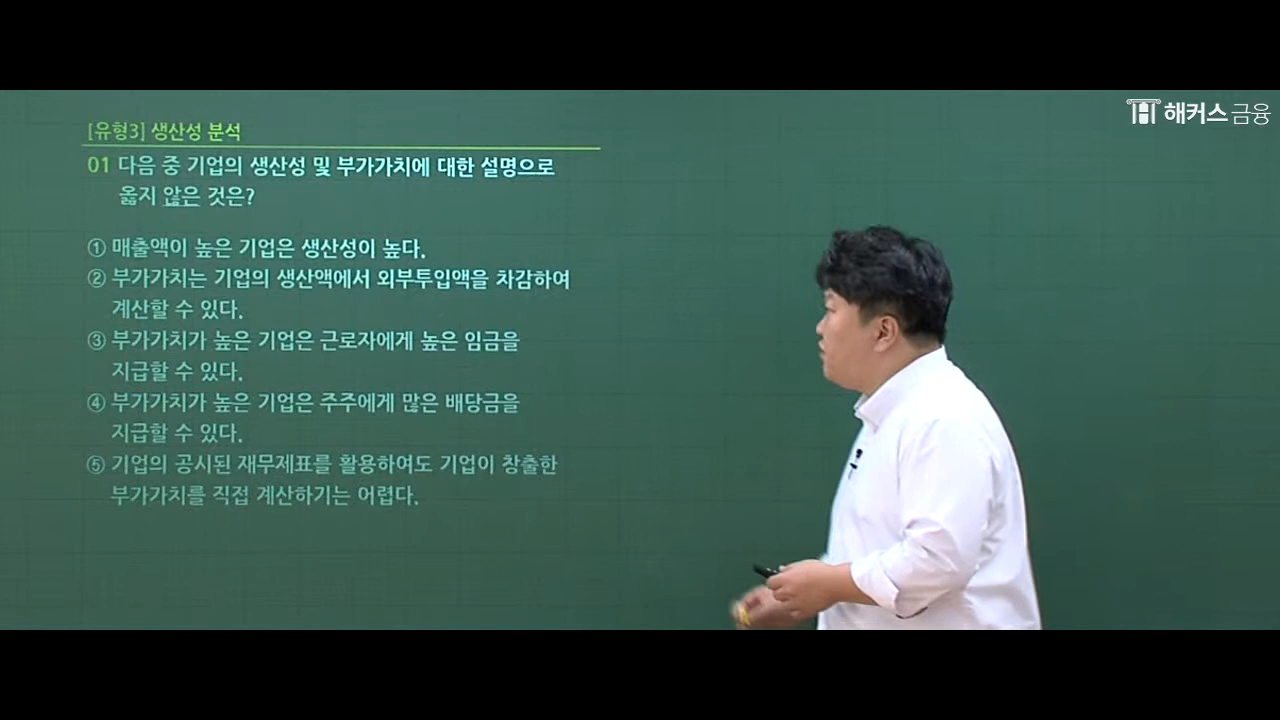 해커스 금융
[유형3] 생산성 분석
01 다음 중 기업의 생산성 및 부가가치에 대한 설명으로
옳지 않은 것은?
① 매출액이 높은 기업은 생산성이 높다.
② 부가가치는 기업의 생산액에서 외부투입액을 차감하여
계산할 수 있다.
③ 부가가치가 높은 기업은 근로자에게 높은 임금을
지급할 수 있다.
④ 부가가치가 높은 기업은 주주에게 많은 배당금을
지급할 수 있다.
⑤ 기업의 공시된 재무제표를 활용하여도 기업이 창출한
부가가치를 직접 계산하기는 어렵다.